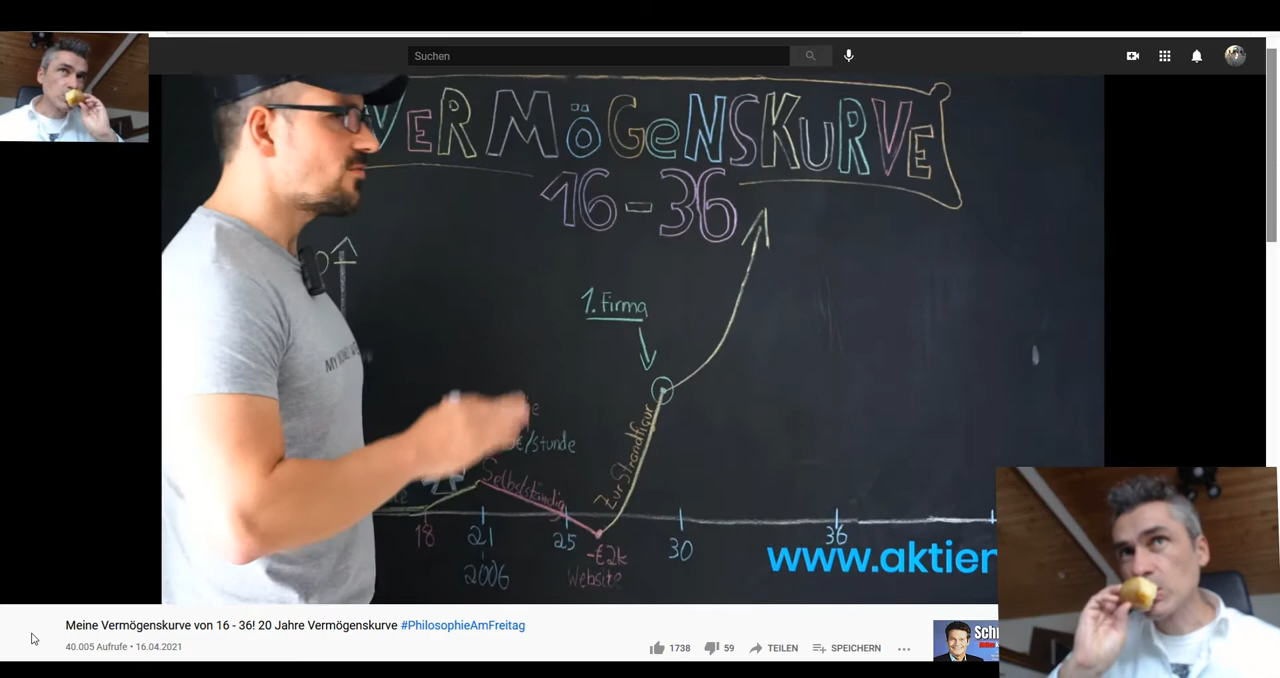 Suchen
VERMÖGENSKURVE
16-36
1. Firma
€/Stunde
Zur Strandfigur
Selbstständig
18
21
25
30
36
2006
-€2k
Website
www.aktien
Meine Vermögenskurve von 16 - 36! 20 Jahre Vermögenskurve #PhilosophieAmFreitag
40.005 Aufrufe • 16.04.2021
1738
59
TEILEN
SPEICHERN